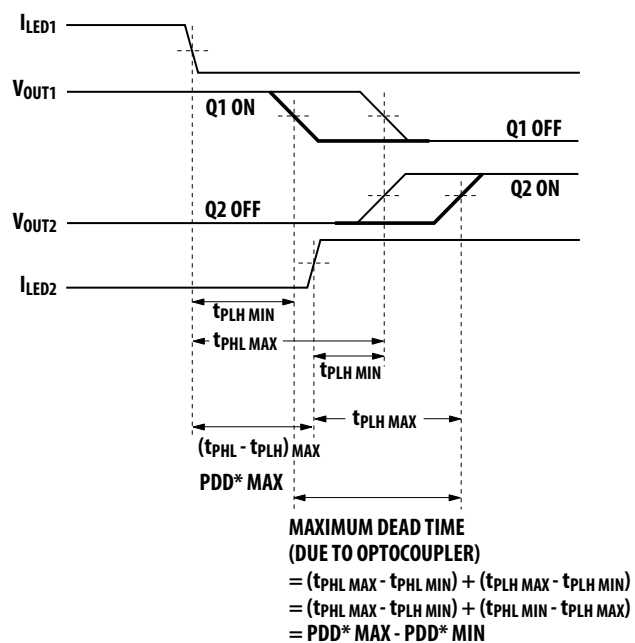 ILED1
VOUT1
Q1 ON
Q1 OFF
Q2 OFF
Q2 ON
VOUT2
ILED2
tPLH MIN
tPHL MAX
tPLH MIN
tPLH MAX
(tPHL - tPLH) MAX
PDD* MAX
MAXIMUM DEAD TIME
(DUE TO OPTOCOUPLER)
= (tPHL MAX - tPHL MIN) + (tPLH MAX - tPLH MIN)
= (tPHL MAX - tPLH MIN) + (tPHL MIN - tPLH MAX)
= PDD* MAX - PDD* MIN